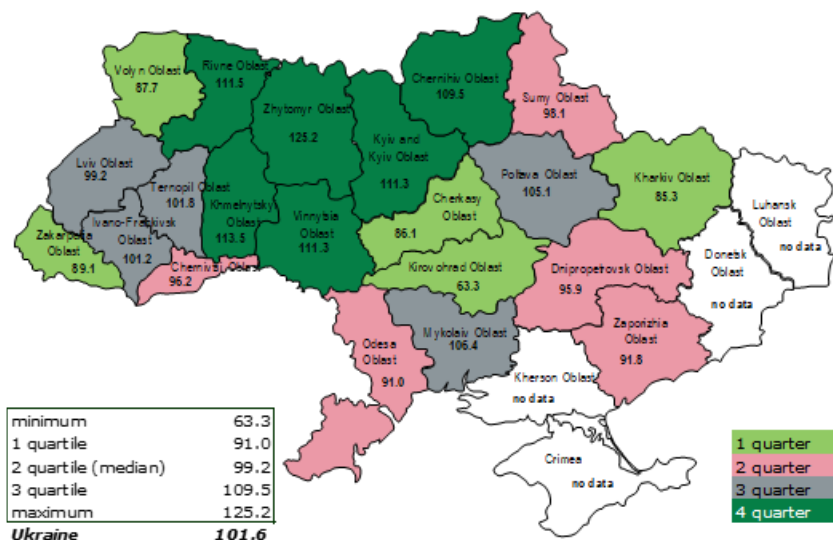 Volyn Oblast
87.7
Rivne Oblast
111.5
Zhytomyr Oblast
125.2
Kyiv and
Kyiv Oblast
111.3
Chernihiv Oblast
109.5
Sumy Oblast
98.1
Lviv Oblast
99.2
Ternopil Oblast
101.8
Khmelnytsky
Oblast
113.5
Vinnytsia
Oblast
111.3
Cherkasy
Oblast
86.1
Poltava Oblast
105.1
Kharkiv Oblast
85.3
Luhansk
Oblast
no data
Zakarpattia
Oblast
89.1
Ivano-Frankivsk
Oblast
101.2
Chernivsi Oblast
96.2
Kirovohrad Oblast
63.3
Dnipropetrovsk Oblast
95.9
Donetsk
Oblast
no data
Odesa
Oblast
91.0
Mykolaiv Oblast
106.4
Zaporizhia
Oblast
91.8
Kherson Oblast
no data
Crimea
no data
minimum 63.3
1 quartile 91.0
2 quartile (median) 99.2
3 quartile 109.5
maximum 125.2
Ukraine 101.6
1 quarter
2 quarter
3 quarter
4 quarter